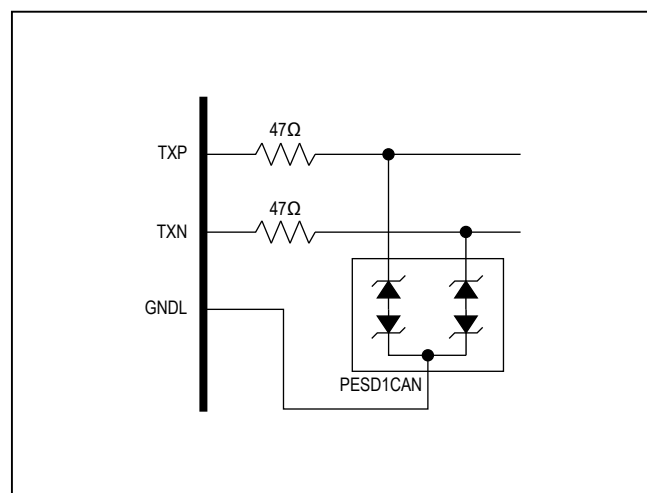 47Ω
TXP
47Ω
TXN
GNDL
PESD1CAN